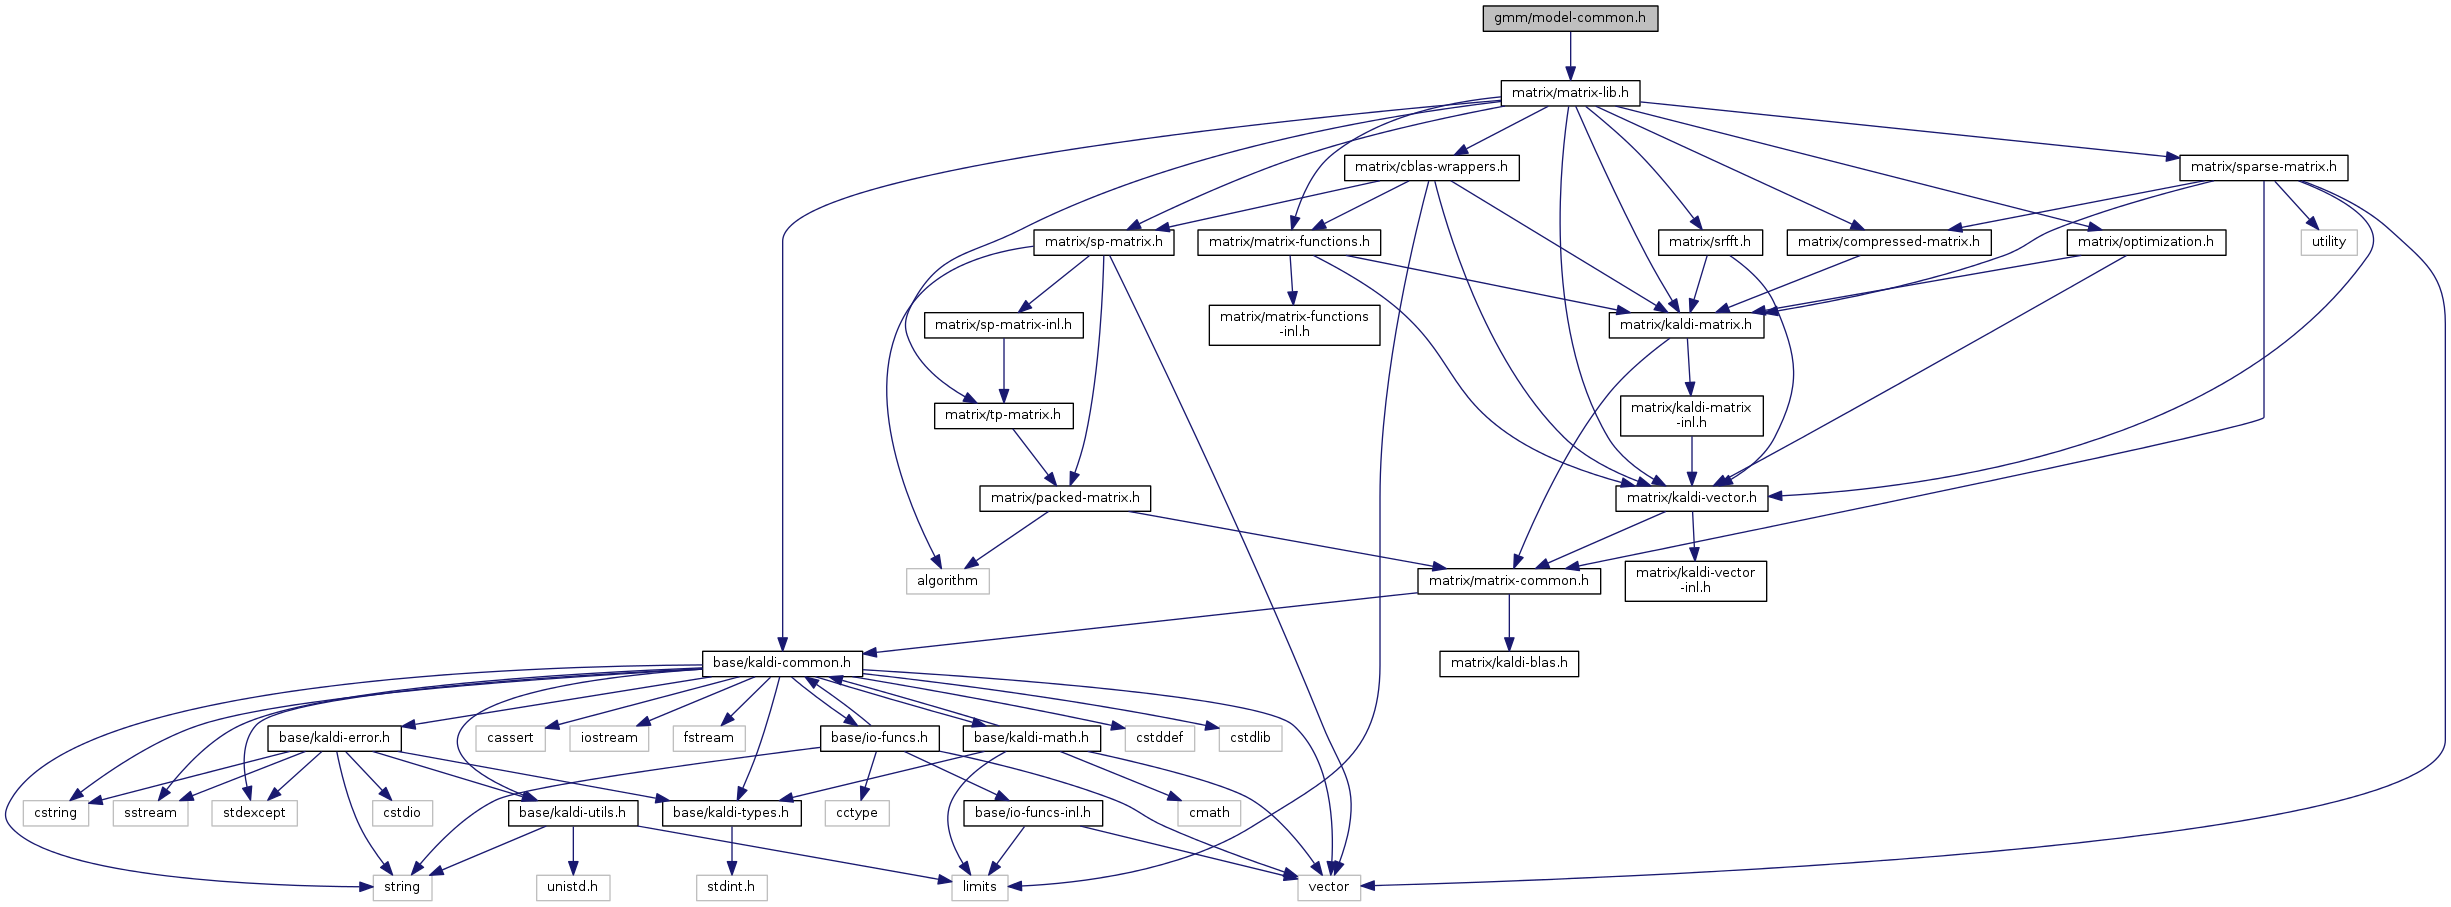 gmm/model-common.h
matrix/matrix-lib.h
matrix/cblas-wrappers.h
matrix/sparse-matrix.h
matrix/sp-matrix.h
matrix/matrix-functions.h
matrix/srfft.h
matrix/compressed-matrix.h
matrix/optimization.h
utility
matrix/sp-matrix-inl.h
matrix/matrix-functions
-inl.h
matrix/kaldi-matrix.h
matrix/tp-matrix.h
matrix/kaldi-matrix
-inl.h
matrix/packed-matrix.h
matrix/kaldi-vector.h
algorithm
matrix/matrix-common.h
matrix/kaldi-vector
-inl.h
base/kaldi-common.h
matrix/kaldi-blas.h
base/kaldi-error.h
cassert
iostream
fstream
base/io-funcs.h
base/kaldi-math.h
cstddef
cstdlib
cstring
sstream
stdexcept
cstdio
base/kaldi-utils.h
base/kaldi-types.h
cctype
base/io-funcs-inl.h
cmath
string
unistd.h
stdint.h
limits
vector